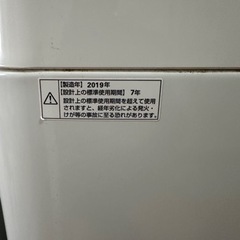 【製造年】2019年
【設計上の標準使用期間】7年
設計上の標準使用期間を超えて使用
されますと、経年劣化による発火・
けが等の事故に至る恐れがあります。